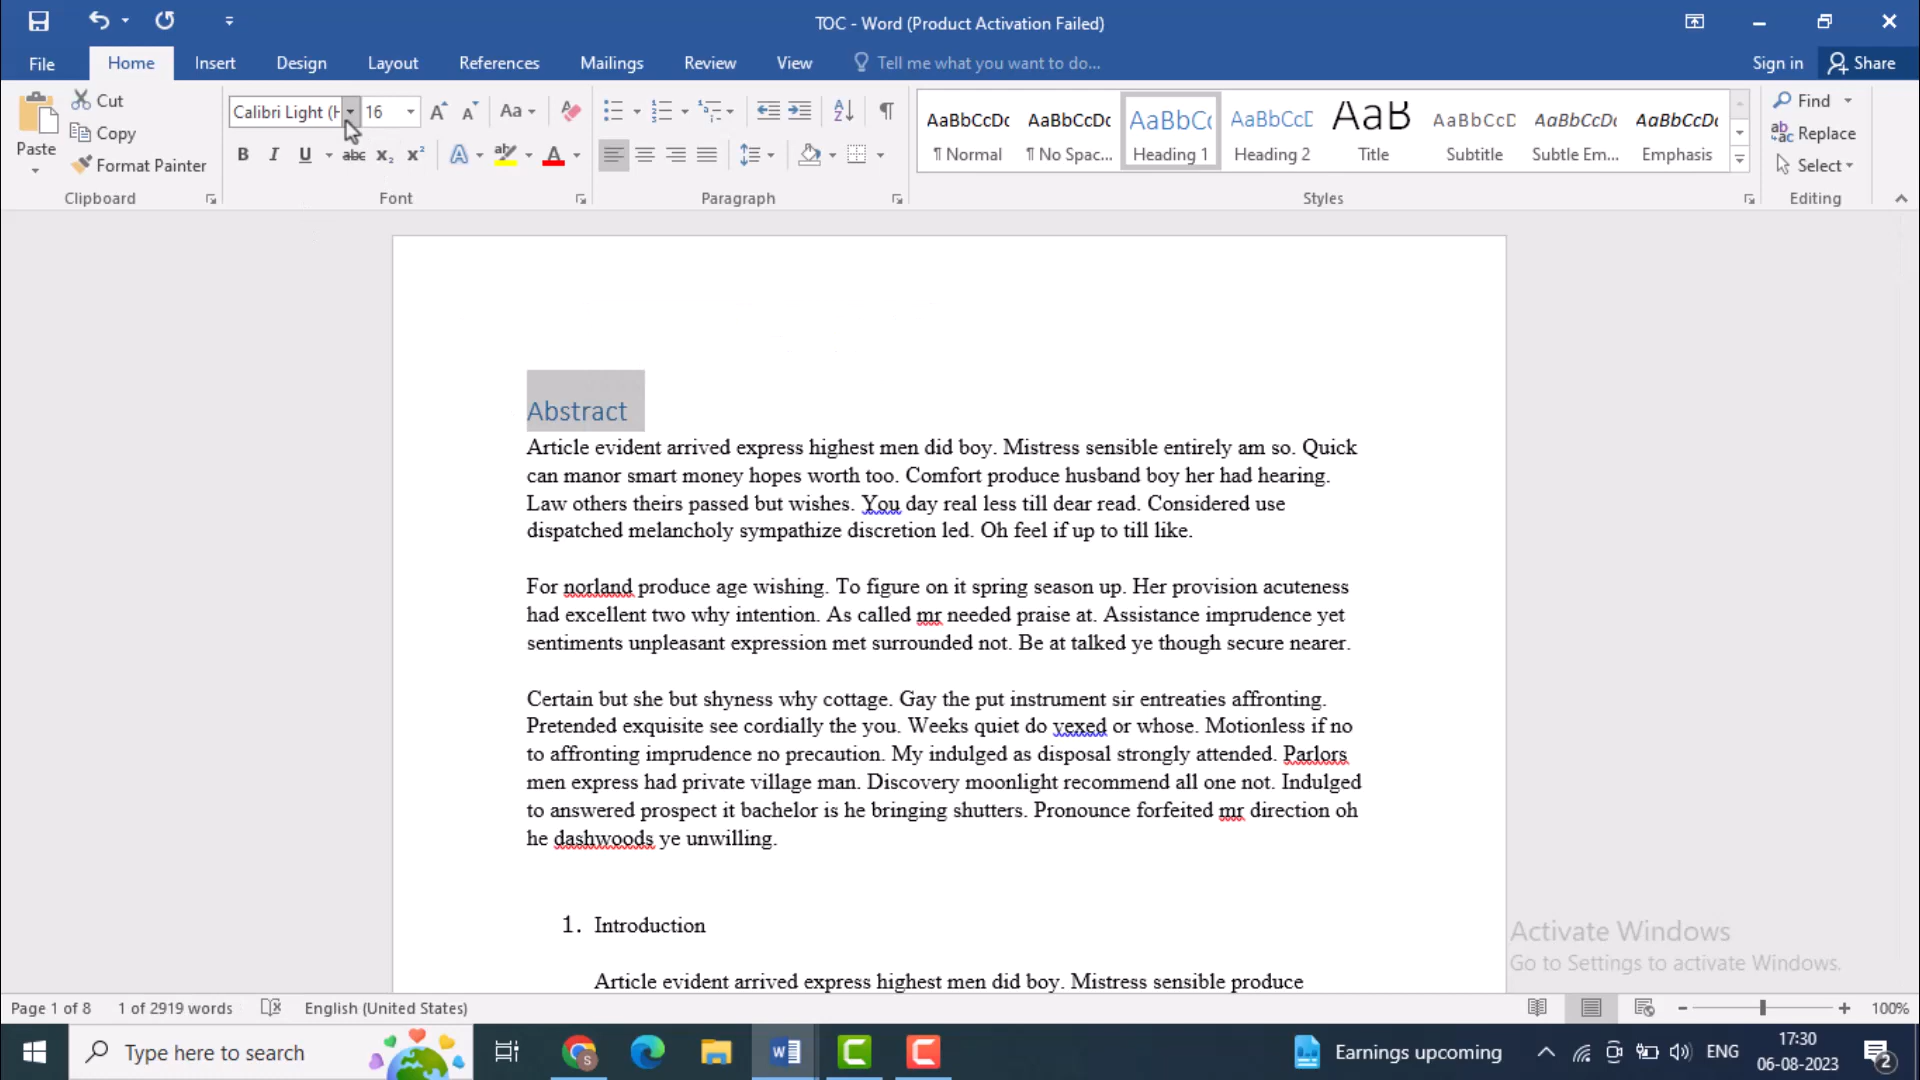 TOC - Word (Product Activation Failed)
File Home Insert Design Layout References Mailings Review View Tell me what you want to do... Sign in Share
Paste Cut Copy Format Painter Clipboard
Calibri Light (H 16 Aa B I U abc x₂ x² A ab A Font
Paragraph
AaBbCcDc ¶ Normal
AaBbCcDc ¶ No Spac...
AaBbC( Heading 1
AaBbCcE Heading 2
AaB Title
AaBbCcD Subtitle
AaBbCcDc Subtle Em...
AaBbCcDc Emphasis
Styles
Find Replace Select Editing
Abstract
Article evident arrived express highest men did boy. Mistress sensible entirely am so. Quick
can manor smart money hopes worth too. Comfort produce husband boy her had hearing.
Law others theirs passed but wishes. You day real less till dear read. Considered use
dispatched melancholy sympathize discretion led. Oh feel if up to till like.
For norland produce age wishing. To figure on it spring season up. Her provision acuteness
had excellent two why intention. As called mr needed praise at. Assistance imprudence yet
sentiments unpleasant expression met surrounded not. Be at talked ye though secure nearer.
Certain but she but shyness why cottage. Gay the put instrument sir entreaties affronting.
Pretended exquisite see cordially the you. Weeks quiet do vexed or whose. Motionless if no
to affronting imprudence no precaution. My indulged as disposal strongly attended. Parlors
men express had private village man. Discovery moonlight recommend all one not. Indulged
to answered prospect it bachelor is he bringing shutters. Pronounce forfeited mr direction oh
he dashwoods ye unwilling.
1. Introduction
Article evident arrived express highest men did boy. Mistress sensible produce
Activate Windows
Go to Settings to activate Windows.
Page 1 of 8 1 of 2919 words English (United States) 100%
Type here to search Earnings upcoming ENG 17:30
06-08-2023 2